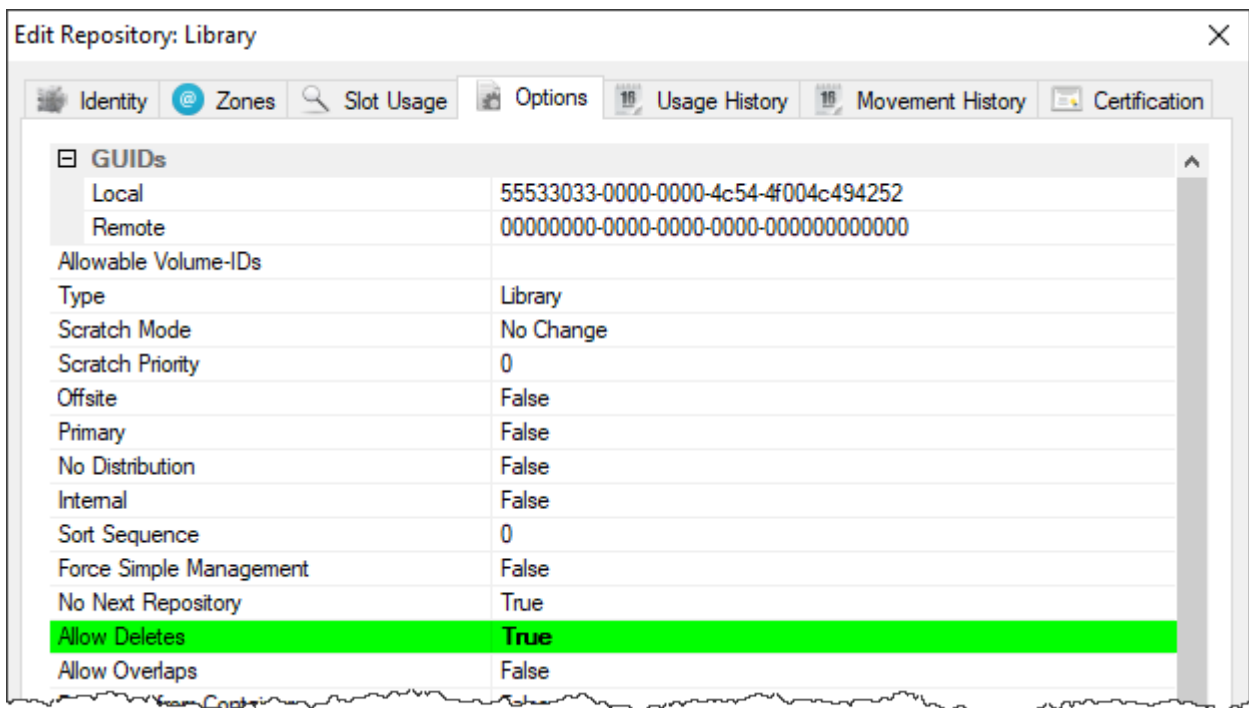 Edit Repository: Library
Identity Zones Slot Usage Options Usage History Movement History Certification
GUIDs
Local 55533033-0000-0000-4c54-4f004c494252
Remote 00000000-0000-0000-0000-000000000000
Allowable Volume-IDs
Type Library
Scratch Mode No Change
Scratch Priority 0
Offsite False
Primary False
No Distribution False
Internal False
Sort Sequence 0
Force Simple Management False
No Next Repository True
Allow Deletes True
Allow Overlaps False